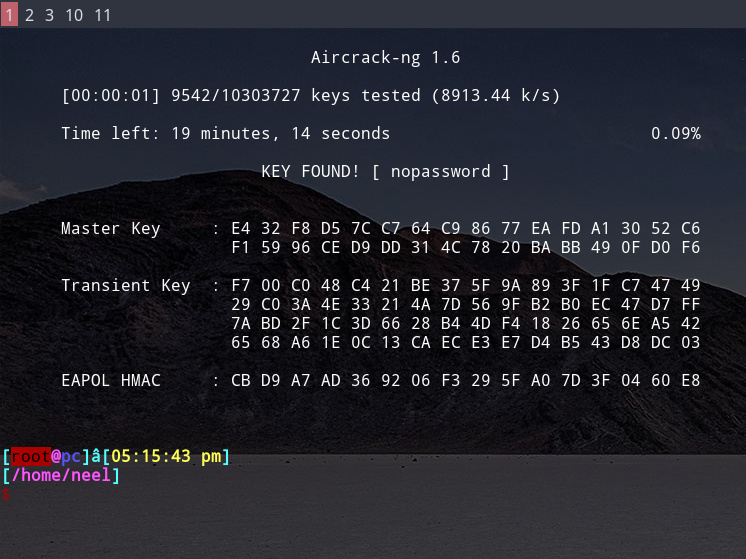 1 2 3 10 11
Aircrack-ng 1.6
[00:00:01] 9542/10303727 keys tested (8913.44 k/s)
Time left: 19 minutes, 14 seconds 0.09%
KEY FOUND! [ nopassword ]
Master Key : E4 32 F8 D5 7C C7 64 C9 86 77 EA FD A1 30 52 C6
F1 59 96 CE D9 DD 31 4C 78 20 BA BB 49 0F D0 F6
Transient Key : F7 00 C0 48 C4 21 BE 37 5F 9A 89 3F 1F C7 47 49
29 C0 3A 4E 33 21 4A 7D 56 9F B2 B0 EC 47 D7 FF
7A BD 2F 1C 3D 66 28 B4 4D F4 18 26 65 6E A5 42
65 68 A6 1E 0C 13 CA EC E3 E7 D4 B5 43 D8 DC 03
EAPOL HMAC : CB D9 A7 AD 36 92 06 F3 29 5F A0 7D 3F 04 60 E8
[root@pc]â[05:15:43 pm]
[/home/neel]